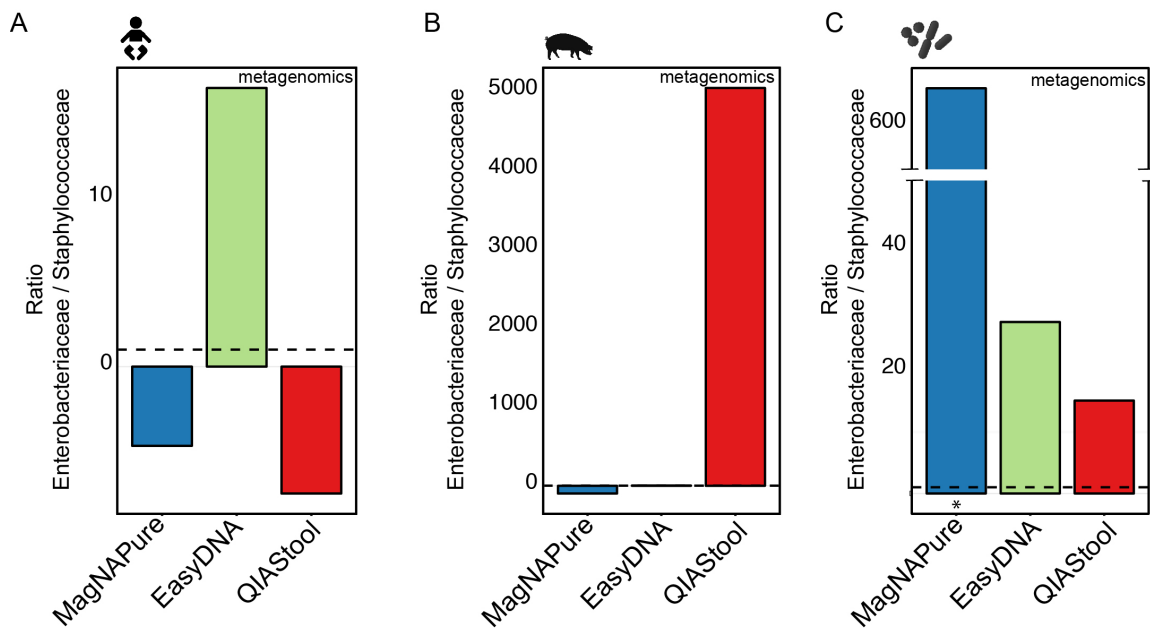 A
metagenomics
Ratio
Enterobacteriaceae / Staphylococcaceae
10
0
MagNAPure
EasyDNA
QIAStool
B
metagenomics
Ratio
Enterobacteriaceae / Staphylococcaceae
5000
4000
3000
2000
1000
0
MagNAPure
EasyDNA
QIAStool
C
metagenomics
Ratio
Enterobacteriaceae / Staphylococcaceae
600
40
20
*
MagNAPure
EasyDNA
QIAStool